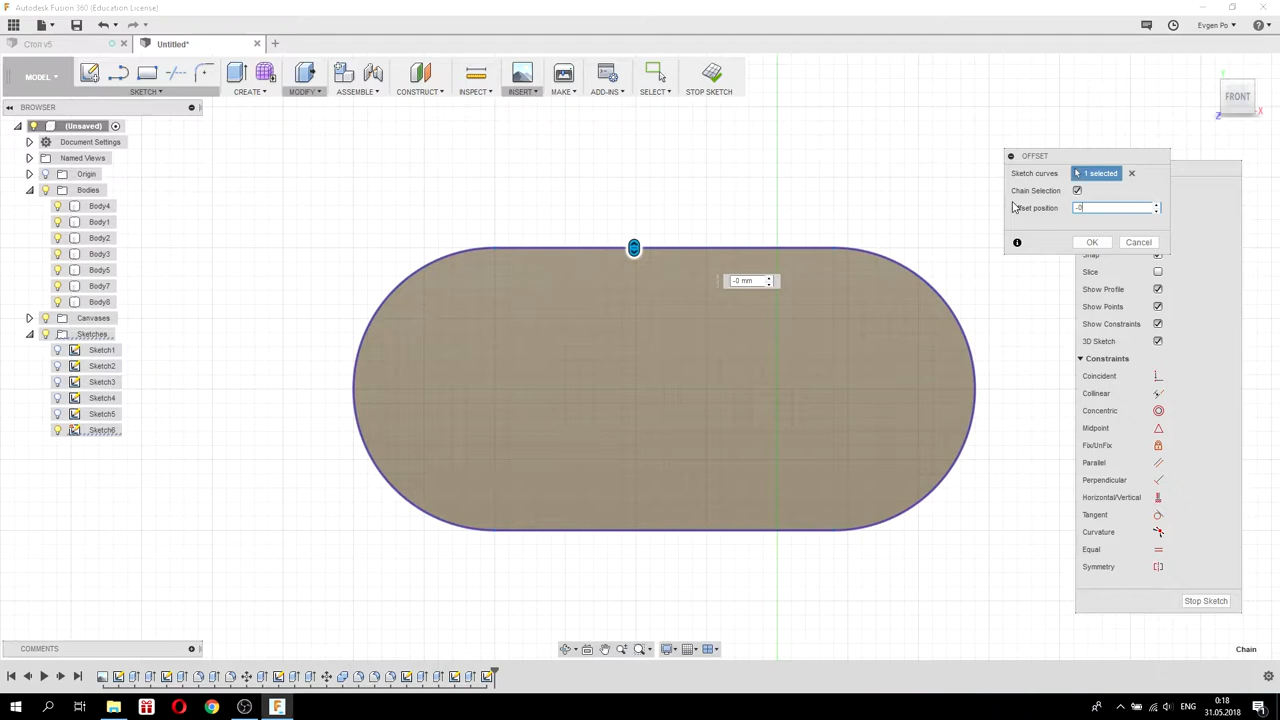 Autodesk Fusion 360 (Education License)
Evgen Po
Стол v5
Untitled*
MODEL
SKETCH
CREATE
MODIFY
ASSEMBLE
CONSTRUCT
INSPECT
INSERT
MAKE
ADD-INS
SELECT
STOP SKETCH
BROWSER
(Unsaved)
Document Settings
Named Views
Origin
Bodies
Body4
Body1
Body2
Body3
Body5
Body7
Body8
Canvases
Sketches
Sketch1
Sketch2
Sketch3
Sketch4
Sketch5
Sketch6
FRONT
Y
X
Z
OFFSET
Sketch curves
1 selected
Chain Selection
Offset position
-0
OK
Cancel
-0 mm
Snap
Slice
Show Profile
Show Points
Show Constraints
3D Sketch
Constraints
Coincident
Collinear
Concentric
Midpoint
Fix/UnFix
Parallel
Perpendicular
Horizontal/Vertical
Tangent
Curvature
Equal
Symmetry
Stop Sketch
COMMENTS
Chain
0:18
31.05.2018